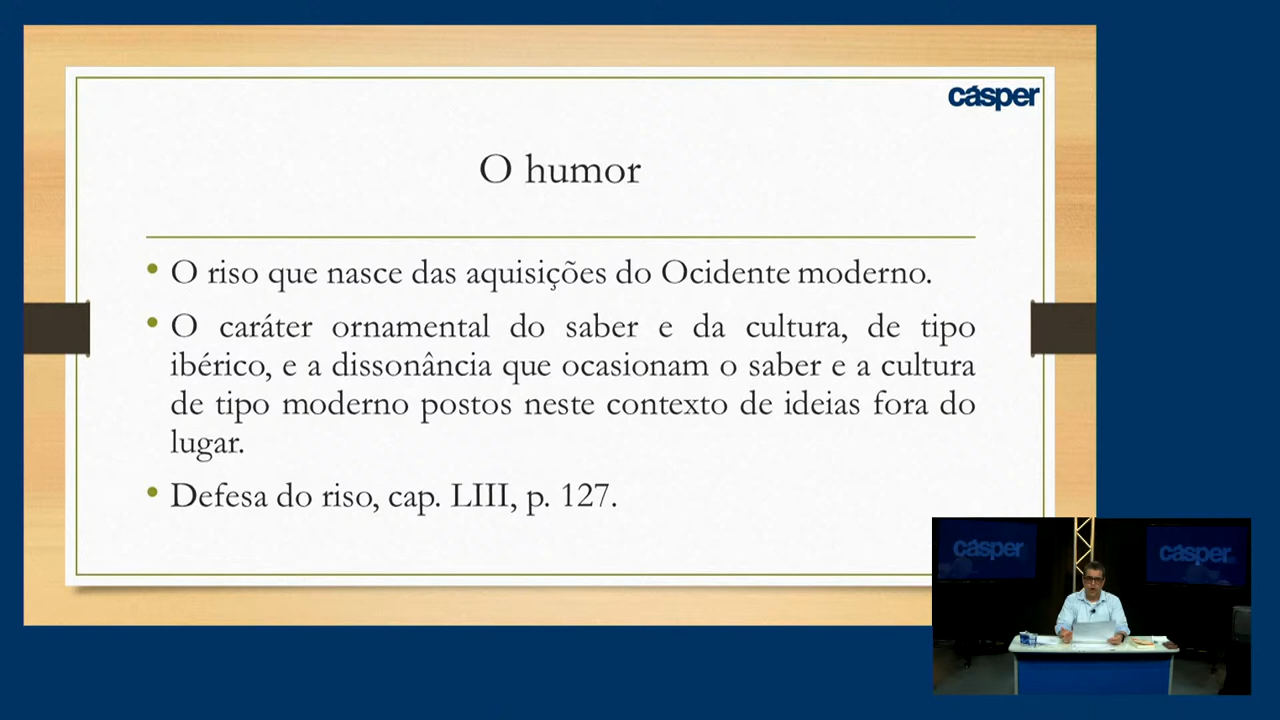 cásper
O humor
• O riso que nasce das aquisições do Ocidente moderno.
• O caráter ornamental do saber e da cultura, de tipo
ibérico, e a dissonância que ocasionam o saber e a cultura
de tipo moderno postos neste contexto de ideias fora do
lugar.
• Defesa do riso, cap. LIII, p. 127.
cásper
cásper